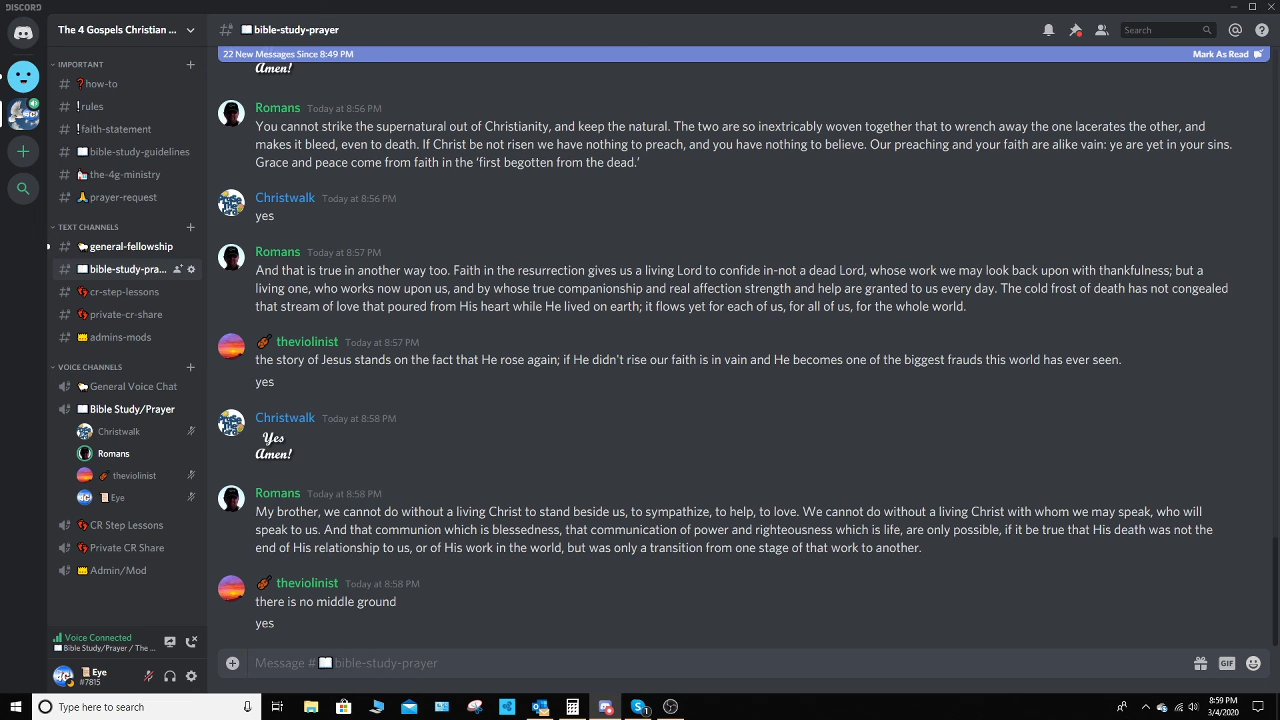 DISCORD
The 4 Gospels Christian ...
bible-study-prayer
Search
22 New Messages Since 8:49 PM
Mark As Read
IMPORTANT
how-to
rules
faith-statement
bible-study-guidelines
the-4g-ministry
prayer-request
TEXT CHANNELS
general-fellowship
bible-study-pra...
cr-step-lessons
private-cr-share
admins-mods
VOICE CHANNELS
General Voice Chat
Bible Study/Prayer
Christwalk
Romans
theviolinist
Eye
CR Step Lessons
Private CR Share
Admin/Mod
Voice Connected
Bible Study/Prayer / The ...
Eye
#7815
Amen!
Romans Today at 8:56 PM
You cannot strike the supernatural out of Christianity, and keep the natural. The two are so inextricably woven together that to wrench away the one lacerates the other, and
makes it bleed, even to death. If Christ be not risen we have nothing to preach, and you have nothing to believe. Our preaching and your faith are alike vain: ye are yet in your sins.
Grace and peace come from faith in the 'first begotten from the dead.'
Christwalk Today at 8:56 PM
yes
Romans Today at 8:57 PM
And that is true in another way too. Faith in the resurrection gives us a living Lord to confide in-not a dead Lord, whose work we may look back upon with thankfulness; but a
living one, who works now upon us, and by whose true companionship and real affection strength and help are granted to us every day. The cold frost of death has not congealed
that stream of love that poured from His heart while He lived on earth; it flows yet for each of us, for all of us, for the whole world.
theviolinist Today at 8:57 PM
the story of Jesus stands on the fact that He rose again; if He didn't rise our faith is in vain and He becomes one of the biggest frauds this world has ever seen.
yes
Christwalk Today at 8:58 PM
Yes
Amen!
Romans Today at 8:58 PM
My brother, we cannot do without a living Christ to stand beside us, to sympathize, to help, to love. We cannot do without a living Christ with whom we may speak, who will
speak to us. And that communion which is blessedness, that communication of power and righteousness which is life, are only possible, if it be true that His death was not the
end of His relationship to us, or of His work in the world, but was only a transition from one stage of that work to another.
theviolinist Today at 8:58 PM
there is no middle ground
yes
Message # bible-study-prayer
GIF
Type here to search
8:59 PM
3/4/2020